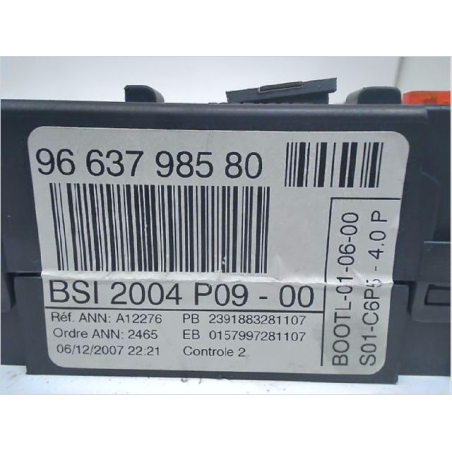 96 637 985 80
BSI 2004 P09 - 00
Réf. ANN: A12276 PB 2391883281107
Ordre ANN: 2465 EB 0157997281107
06/12/2007 22:21 Controle 2
BOOTL-01-06-00
S01-C6P5 - 4.0 P